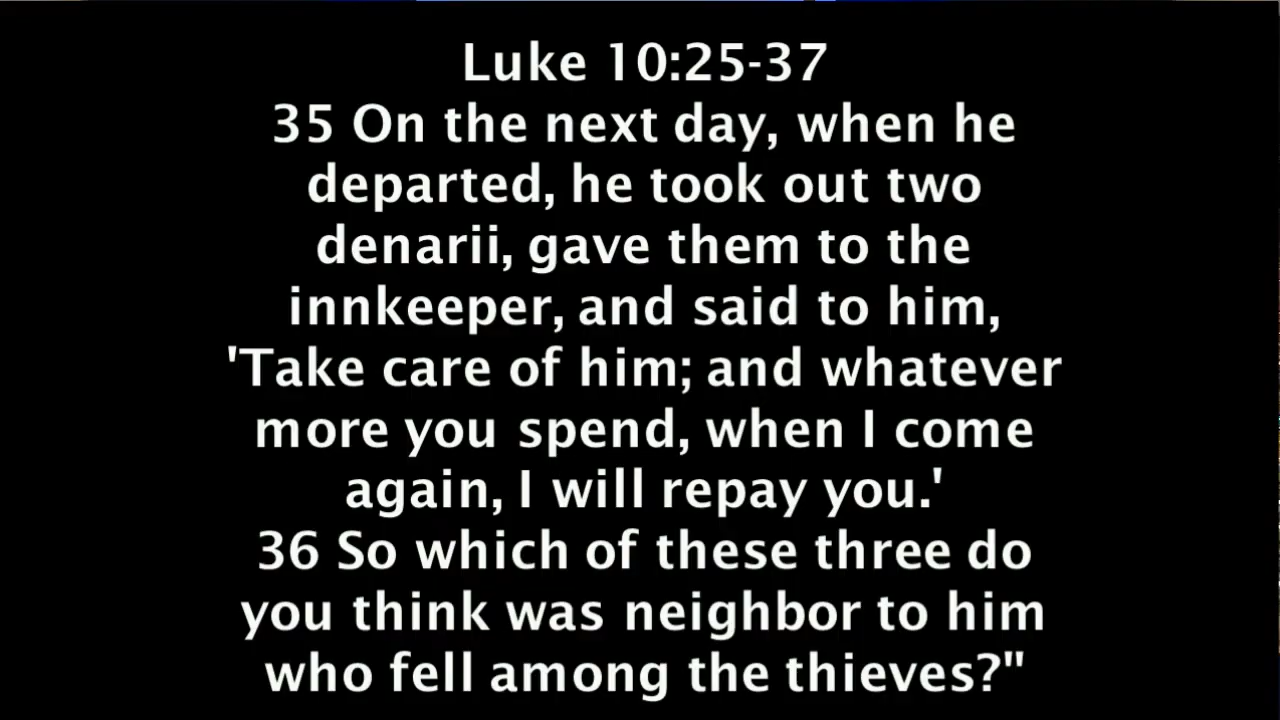 Luke 10:25-37
35 On the next day, when he
departed, he took out two
denarii, gave them to the
innkeeper, and said to him,
'Take care of him; and whatever
more you spend, when I come
again, I will repay you.'
36 So which of these three do
you think was neighbor to him
who fell among the thieves?"